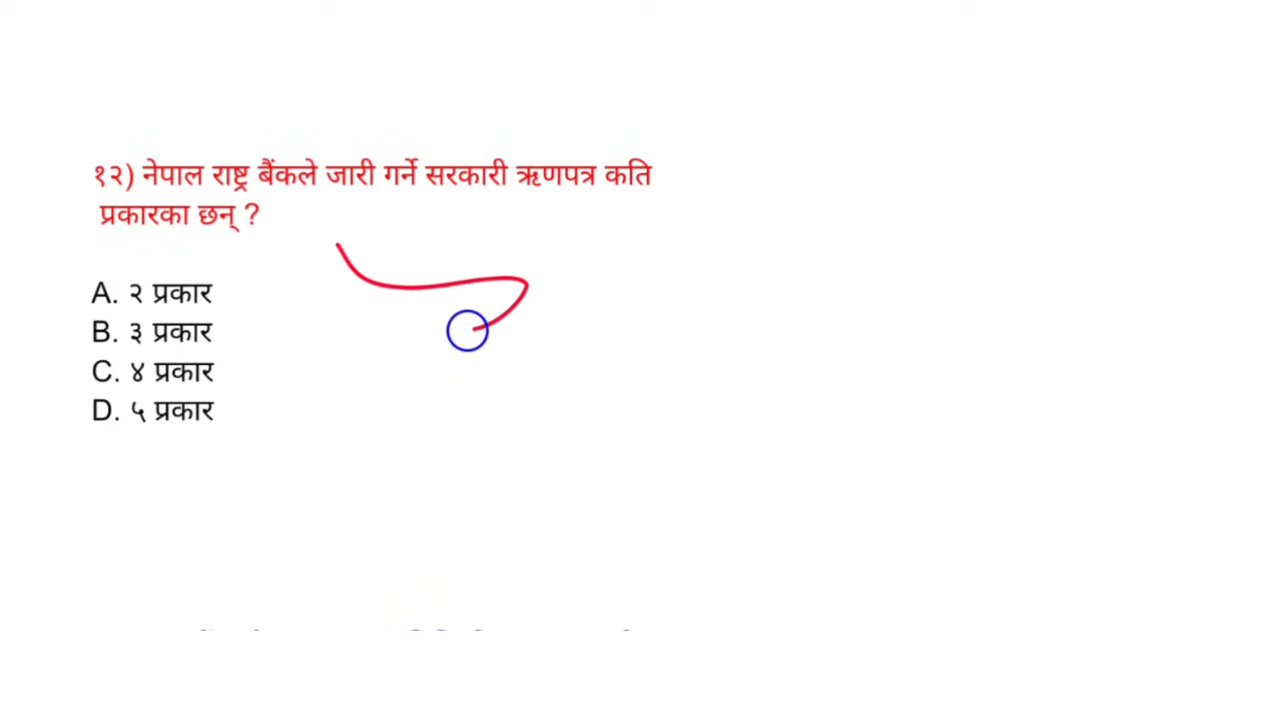 १२) नेपाल राष्ट्र बैंकले जारी गर्ने सरकारी ऋणपत्र कति
प्रकारका छन् ?
A. २ प्रकार
B. ३ प्रकार
C. ४ प्रकार
D. ५ प्रकार